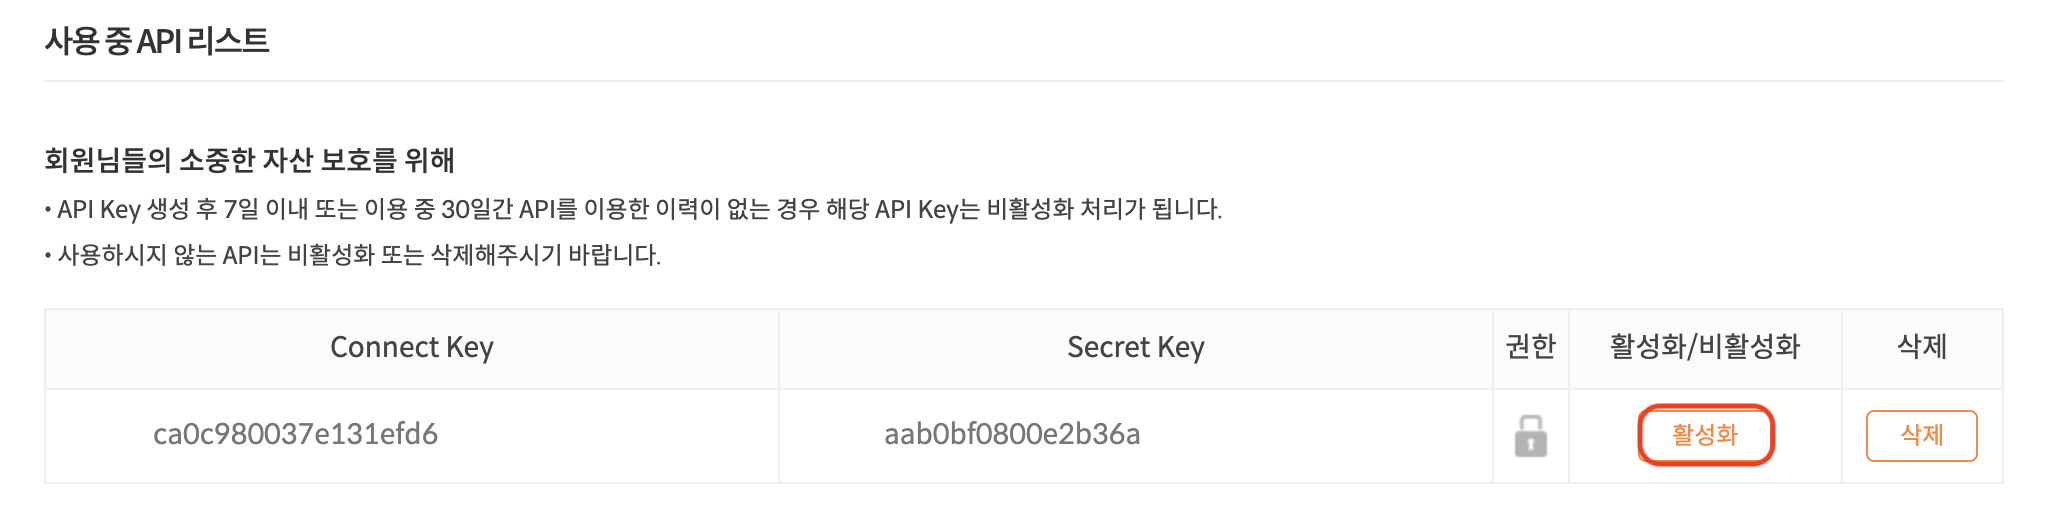 사용 중 API 리스트
회원님들의 소중한 자산 보호를 위해
• API Key 생성 후 7일 이내 또는 이용 중 30일간 API를 이용한 이력이 없는 경우 해당 API Key는 비활성화 처리가 됩니다.
• 사용하시지 않는 API는 비활성화 또는 삭제해주시기 바랍니다.
Connect Key Secret Key 권한 활성화/비활성화 삭제
ca0c980037e131efd6 aab0bf0800e2b36a 활성화 삭제